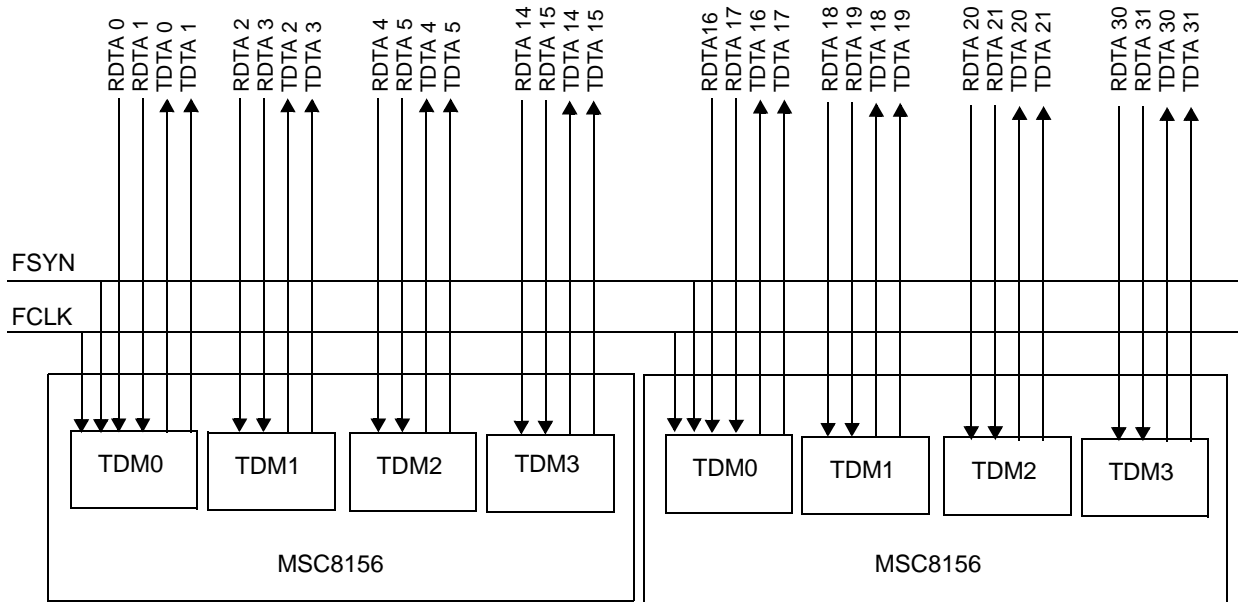 RDTA 0
RDTA 1
TDTA 0
TDTA 1
RDTA 2
RDTA 3
TDTA 2
TDTA 3
RDTA 4
RDTA 5
TDTA 4
TDTA 5
RDTA 14
RDTA 15
TDTA 14
TDTA 15
RDTA16
RDTA 17
TDTA 16
TDTA 17
RDTA 18
RDTA 19
TDTA 18
TDTA 19
RDTA 20
RDTA 21
TDTA 20
TDTA 21
RDTA 30
RDTA 31
TDTA 30
TDTA 31
FSYN
FCLK
TDM0
TDM1
TDM2
TDM3
MSC8156
TDM0
TDM1
TDM2
TDM3
MSC8156